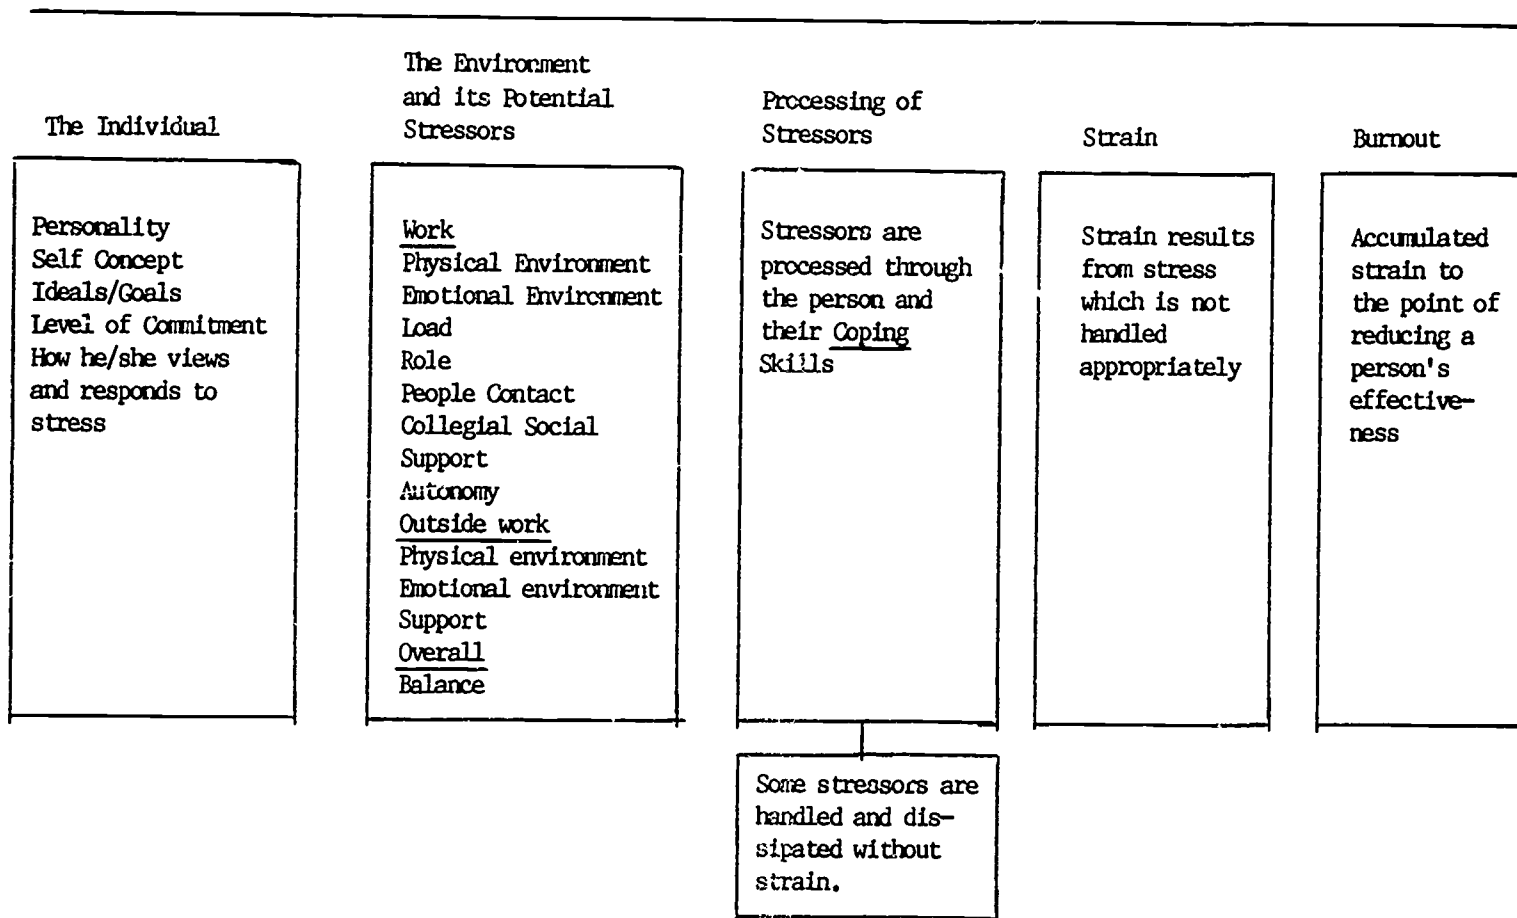 The Individual
Personality
Self Concept
Ideals/Goals
Level of Commitment
How he/she views
and responds to
stress
The Environment
and its Potential
Stressors
Work
Physical Environment
Emotional Environment
Load
Role
People Contact
Collegial Social
Support
Autonomy
Outside work
Physical environment
Emotional environment
Support
Overall
Balance
Processing of
Stressors
Stressors are
processed through
the person and
their Coping
Skills
Some stressors are
handled and dis-
sipated without
strain.
Strain
Strain results
from stress
which is not
handled
appropriately
Burnout
Accumulated
strain to
the point of
reducing a
person's
effective-
ness